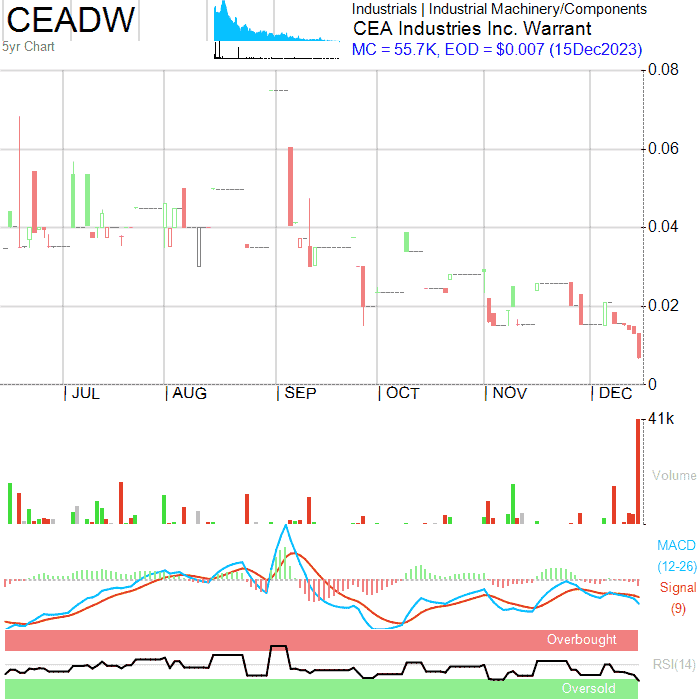 CEADW
5yr Chart
Industrials | Industrial Machinery/Components
CEA Industries Inc. Warrant
MC = 55.7K, EOD = $0.007 (15Dec2023)
0.08
0.06
0.04
0.02
0
| JUL | AUG | SEP | OCT | NOV | DEC
41k
Volume
MACD
(12-26)
Signal
(9)
Overbought
RSI(14)
Oversold